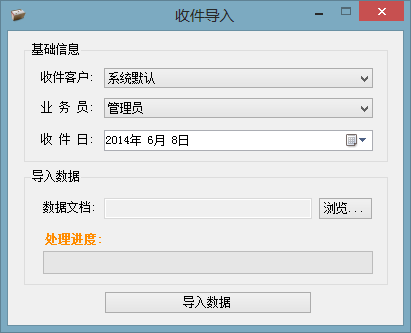 收件导入
基础信息
收件客户: 系统默认
业 务 员: 管理员
收 件 日: 2014年 6月 8日
导入数据
数据文档: 浏览...
处理进度:
导入数据